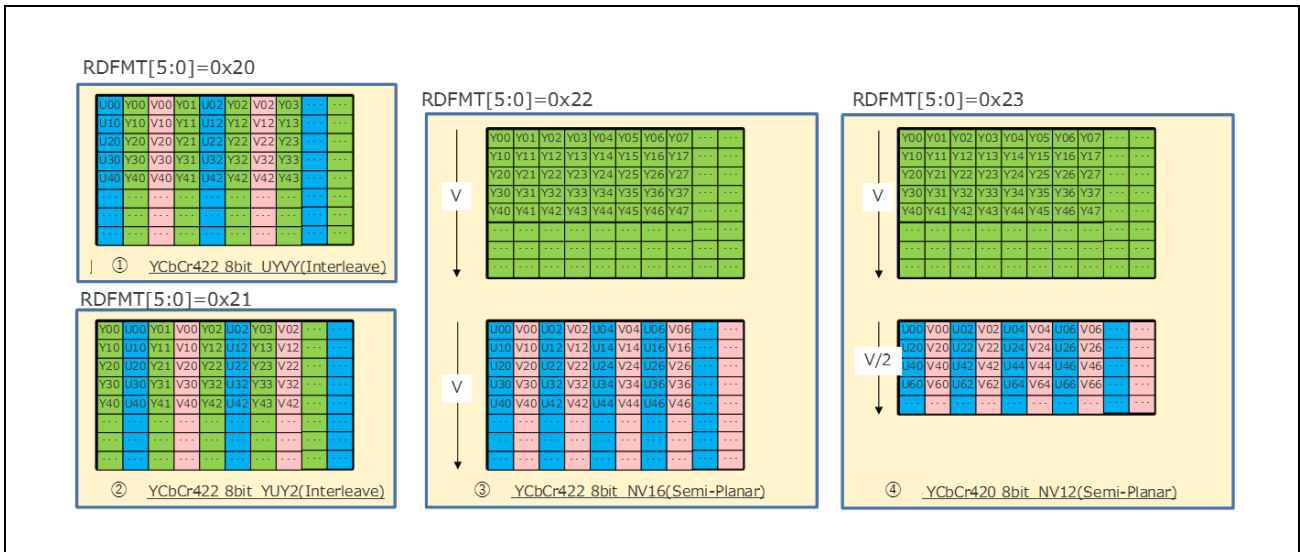 RDFMT[5:0]=0x20
U00 Y00 V00 Y01 U02 Y02 V02 Y03 ... ...
U10 Y10 V10 Y11 U12 Y12 V12 Y13 ... ...
U20 Y20 V20 Y21 U22 Y22 V22 Y23 ... ...
U30 Y30 V30 Y31 U32 Y32 V32 Y33 ... ...
U40 Y40 V40 Y41 U42 Y42 V42 Y43 ... ...
... ... ... ... ... ... ... ... ... ...
... ... ... ... ... ... ... ... ... ...
... ... ... ... ... ... ... ... ... ...
① YCbCr422 8bit UYVY(Interleave)
RDFMT[5:0]=0x21
Y00 U00 Y01 V00 Y02 U02 Y03 V02 ... ...
Y10 U10 Y11 V10 Y12 U12 Y13 V12 ... ...
Y20 U20 Y21 V20 Y22 U22 Y23 V22 ... ...
Y30 U30 Y31 V30 Y32 U32 Y33 V32 ... ...
Y40 U40 Y41 V40 Y42 U42 Y43 V42 ... ...
... ... ... ... ... ... ... ... ... ...
... ... ... ... ... ... ... ... ... ...
... ... ... ... ... ... ... ... ... ...
② YCbCr422 8bit YUY2(Interleave)
RDFMT[5:0]=0x22
V
Y00 Y01 Y02 Y03 Y04 Y05 Y06 Y07 ... ...
Y10 Y11 Y12 Y13 Y14 Y15 Y16 Y17 ... ...
Y20 Y21 Y22 Y23 Y24 Y25 Y26 Y27 ... ...
Y30 Y31 Y32 Y33 Y34 Y35 Y36 Y37 ... ...
Y40 Y41 Y42 Y43 Y44 Y45 Y46 Y47 ... ...
... ... ... ... ... ... ... ... ... ...
... ... ... ... ... ... ... ... ... ...
... ... ... ... ... ... ... ... ... ...
V
U00 V00 U02 V02 U04 V04 U06 V06 ... ...
U10 V10 U12 V12 U14 V14 U16 V16 ... ...
U20 V20 U22 V22 U24 V24 U26 V26 ... ...
U30 V30 U32 V32 U34 V34 U36 V36 ... ...
U40 V40 U42 V42 U44 V44 U46 V46 ... ...
... ... ... ... ... ... ... ... ... ...
... ... ... ... ... ... ... ... ... ...
... ... ... ... ... ... ... ... ... ...
③ YCbCr422 8bit NV16(Semi-Planar)
RDFMT[5:0]=0x23
V
Y00 Y01 Y02 Y03 Y04 Y05 Y06 Y07 ... ...
Y10 Y11 Y12 Y13 Y14 Y15 Y16 Y17 ... ...
Y20 Y21 Y22 Y23 Y24 Y25 Y26 Y27 ... ...
Y30 Y31 Y32 Y33 Y34 Y35 Y36 Y37 ... ...
Y40 Y41 Y42 Y43 Y44 Y45 Y46 Y47 ... ...
... ... ... ... ... ... ... ... ... ...
... ... ... ... ... ... ... ... ... ...
... ... ... ... ... ... ... ... ... ...
V/2
U00 V00 U02 V02 U04 V04 U06 V06 ... ...
U20 V20 U22 V22 U24 V24 U26 V26 ... ...
U40 V40 U42 V42 U44 V44 U46 V46 ... ...
U60 V60 U62 V62 U64 V64 U66 V66 ... ...
... ... ... ... ... ... ... ... ... ...
④ YCbCr420 8bit NV12(Semi-Planar)